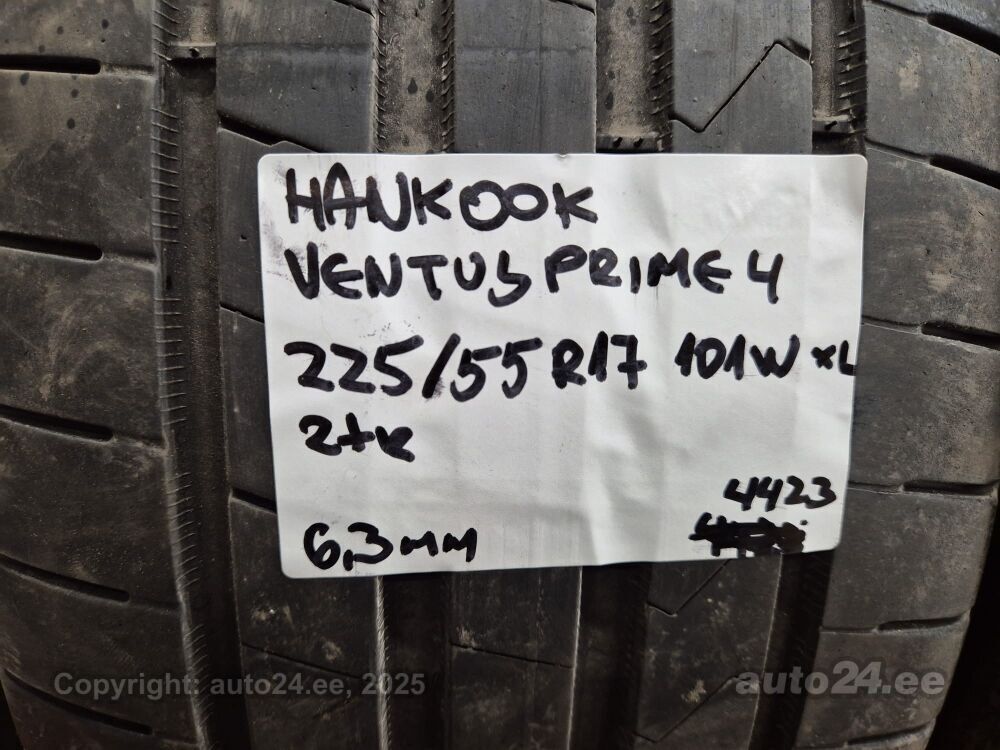 HANKOOK
VENTUS PRIME 4
225/55 R17 101W XL
2tk
4423
6,3mm
Copyright: auto24.ee, 2025
auto24.ee